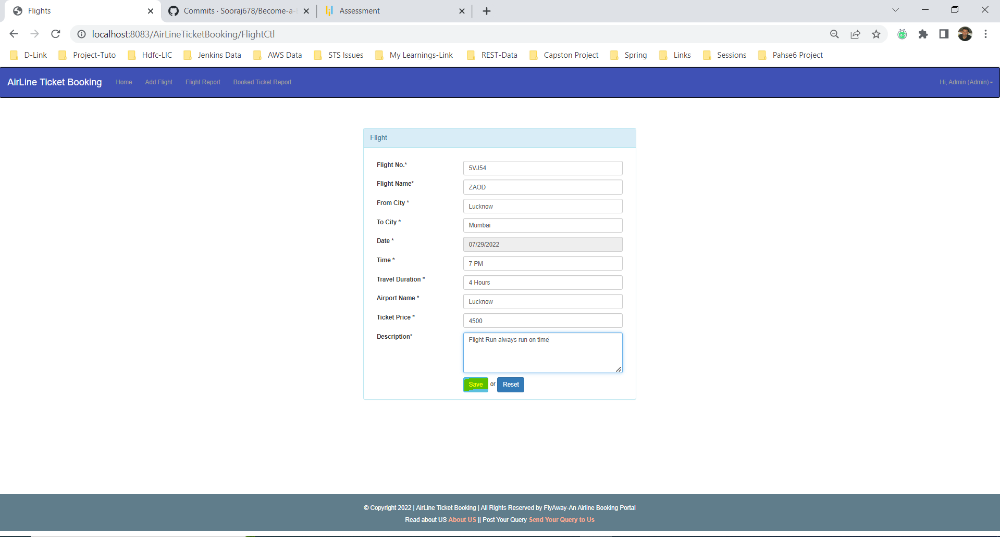 Flights
Commits · Sooraj678/Become-a-
Assessment
localhost:8083/AirLineTicketBooking/FlightCtl
D-Link Project-Tuto Hdfc-LIC Jenkins Data AWS Data STS Issues My Learnings-Link REST-Data Capston Project Spring Links Sessions Pahse6 Project
AirLine Ticket Booking Home Add Flight Flight Report Booked Ticket Report Hi, Admin (Admin)
Flight
Flight No.* 5VJ54
Flight Name* ZAOD
From City * Lucknow
To City * Mumbai
Date * 07/29/2022
Time * 7 PM
Travel Duration * 4 Hours
Airport Name * Lucknow
Ticket Price * 4500
Description* Flight Run always run on time
Save or Reset
© Copyright 2022 | AirLine Ticket Booking | All Rights Reserved by FlyAway-An Airline Booking Portal
Read about US About US || Post Your Query Send Your Query to Us